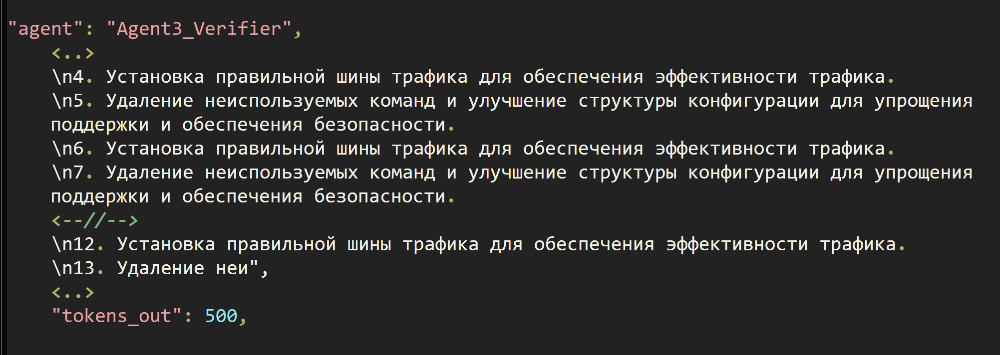 "agent": "Agent3_Verifier",
<..>
\n4. Установка правильной шины трафика для обеспечения эффективности трафика.
\n5. Удаление неиспользуемых команд и улучшение структуры конфигурации для упрощения
поддержки и обеспечения безопасности.
\n6. Установка правильной шины трафика для обеспечения эффективности трафика.
\n7. Удаление неиспользуемых команд и улучшение структуры конфигурации для упрощения
поддержки и обеспечения безопасности.
<--//-->
\n12. Установка правильной шины трафика для обеспечения эффективности трафика.
\n13. Удаление неи",
<..>
"tokens_out": 500,